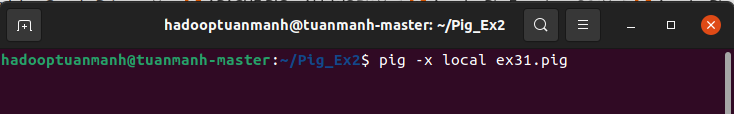 hadooptuanmanh@tuanmanh-master: ~/Pig_Ex2
hadooptuanmanh@tuanmanh-master:~/Pig_Ex2$ pig -x local ex31.pig